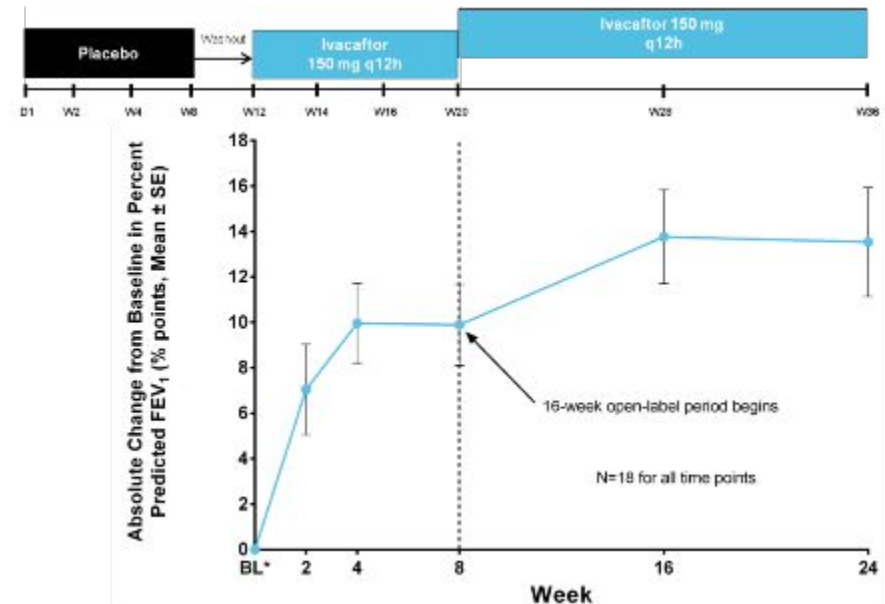 Placebo
Washout
Ivacaftor
150 mg q12h
Ivacaftor 150 mg
q12h
D1 W2 W4 W8 W12 W14 W16 W20 W28 W36
Absolute Change from Baseline in Percent
Predicted FEV1 (% points, Mean ± SE)
18
16
14
12
10
8
6
4
2
0
16-week open-label period begins
N=18 for all time points
BL* 2 4 8 16 24
Week